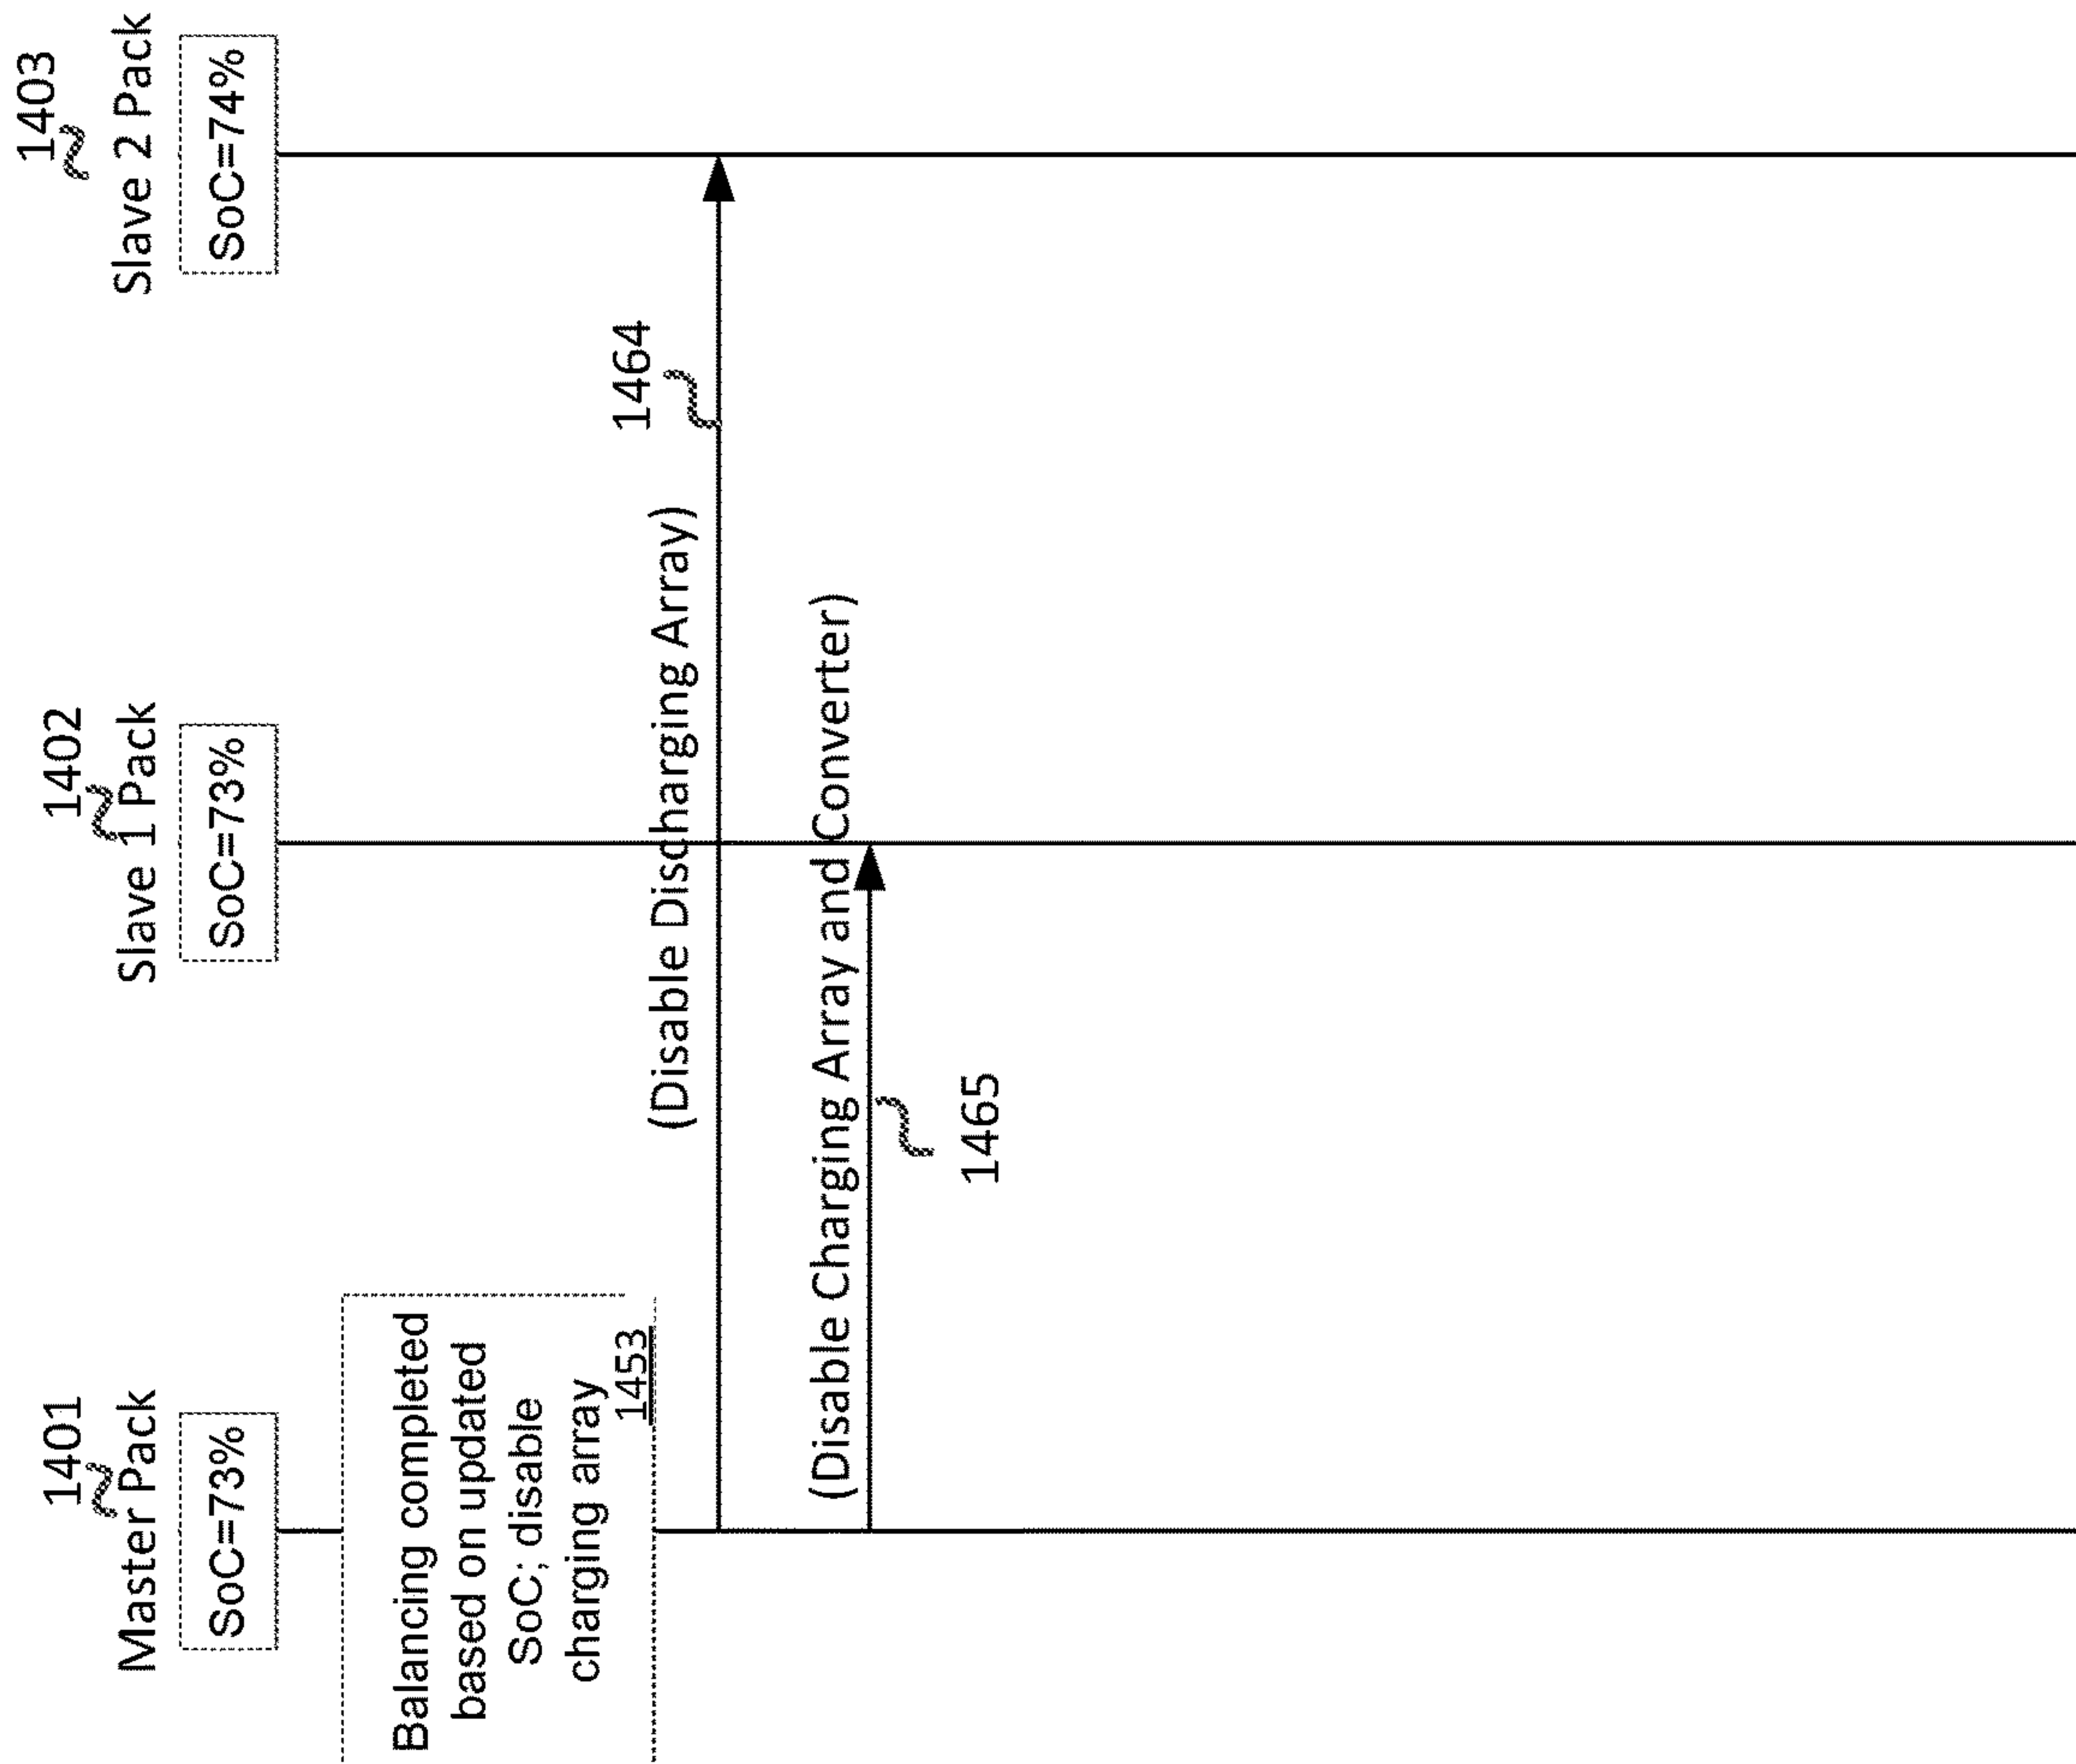 1401
Master Pack
SoC=73%
1402
Slave 1 Pack
SoC=73%
1403
Slave 2 Pack
SoC=74%
Balancing completed
based on updated
SoC; disable
charging array
1453
(Disable Discharging Array)
1464
(Disable Charging Array and Converter)
1465